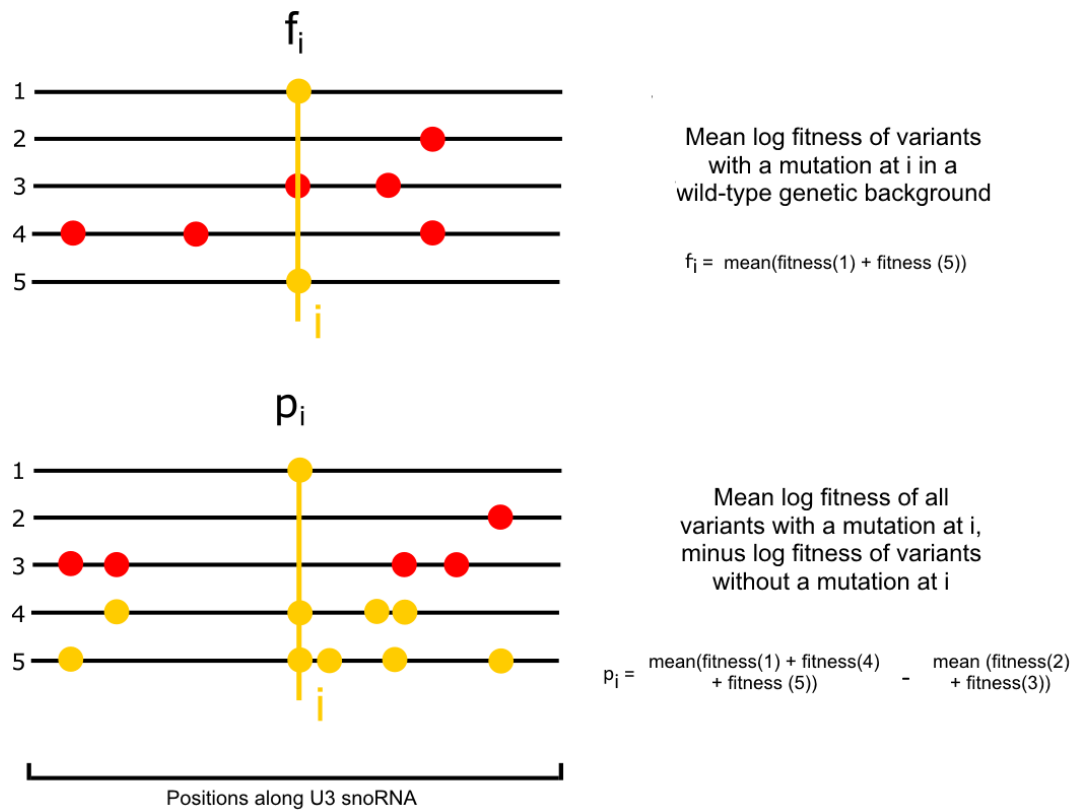 fi
1
2
3
4
5
i
Mean log fitness of variants
with a mutation at i in a
wild-type genetic background
fi = mean(fitness(1) + fitness (5))
pi
1
2
3
4
5
i
Mean log fitness of all
variants with a mutation at i,
minus log fitness of variants
without a mutation at i
pi = mean(fitness(1) + fitness(4) - mean (fitness(2)
+ fitness (5)) + fitness(3))
Positions along U3 snoRNA